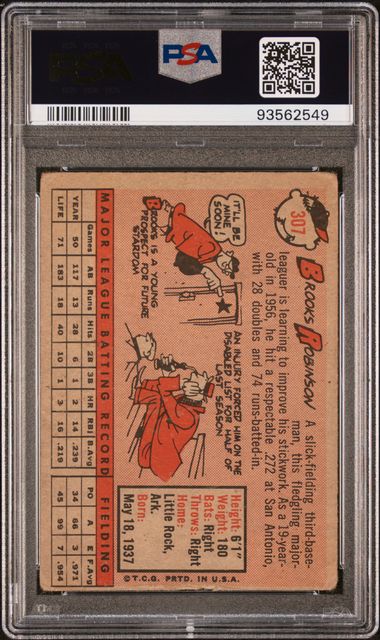 PSA
PSA
93562549
307
BROOKS ROBINSON A slick-fielding third-base-
man, this fledgling major-
leaguer is learning to improve his stickwork. As a 19-year-
old in 1956, he hit a respectable .272 at San Antonio,
with 28 doubles and 74 runs-batted-in.
IT'LL BE
MINE
SOON!
BROOKS IS A YOUNG
PROSPECT FOR FUTURE
STARDOM
AN INJURY FORCED HIM ON THE
DISABLED LIST FOR HALF OF
LAST SEASON
Height: 6'1"
Weight: 180
Bats: Right
Throws: Right
Home:
Little Rock,
Ark.
Born:
May 18, 1937
MAJOR LEAGUE BATTING RECORD FIELDING
Games AB Runs Hits 2B 3B HR RBI B.Avg PO A E F.Avg
YEAR 50 117 13 28 6 1 2 14 .239 34 66 3 .971
LIFE 71 183 18 40 10 1 3 16 .219 45 99 7 .954
© T.C.G. PRTD. IN U.S.A.